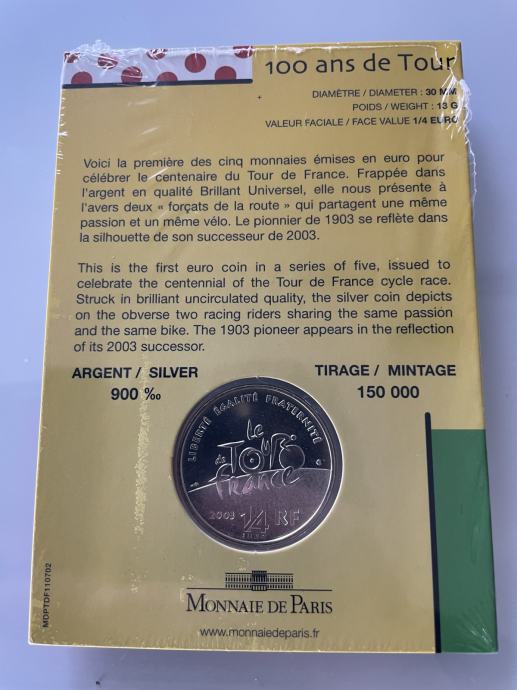 100 ans de Tour
DIAMÈTRE / DIAMETER : 30 MM
POIDS / WEIGHT : 13 G
VALEUR FACIALE / FACE VALUE 1/4 EURO
Voici la première des cinq monnaies émises en euro pour
célébrer le centenaire du Tour de France. Frappée dans
l'argent en qualité Brillant Universel, elle nous présente à
l'avers deux « forçats de la route » qui partagent une même
passion et un même vélo. Le pionnier de 1903 se reflète dans
la silhouette de son successeur de 2003.
This is the first euro coin in a series of five, issued to
celebrate the centennial of the Tour de France cycle race.
Struck in brilliant uncirculated quality, the silver coin depicts
on the obverse two racing riders sharing the same passion
and the same bike. The 1903 pioneer appears in the reflection
of its 2003 successor.
ARGENT / SILVER
900 ‰
TIRAGE / MINTAGE
150 000
LIBERTÉ ÉGALITÉ FRATERNITÉ
Le
de TOUR
France
2003 1/4 RF
EURO
MDPTDF110702
MONNAIE DE PARIS
www.monnaiedeparis.fr